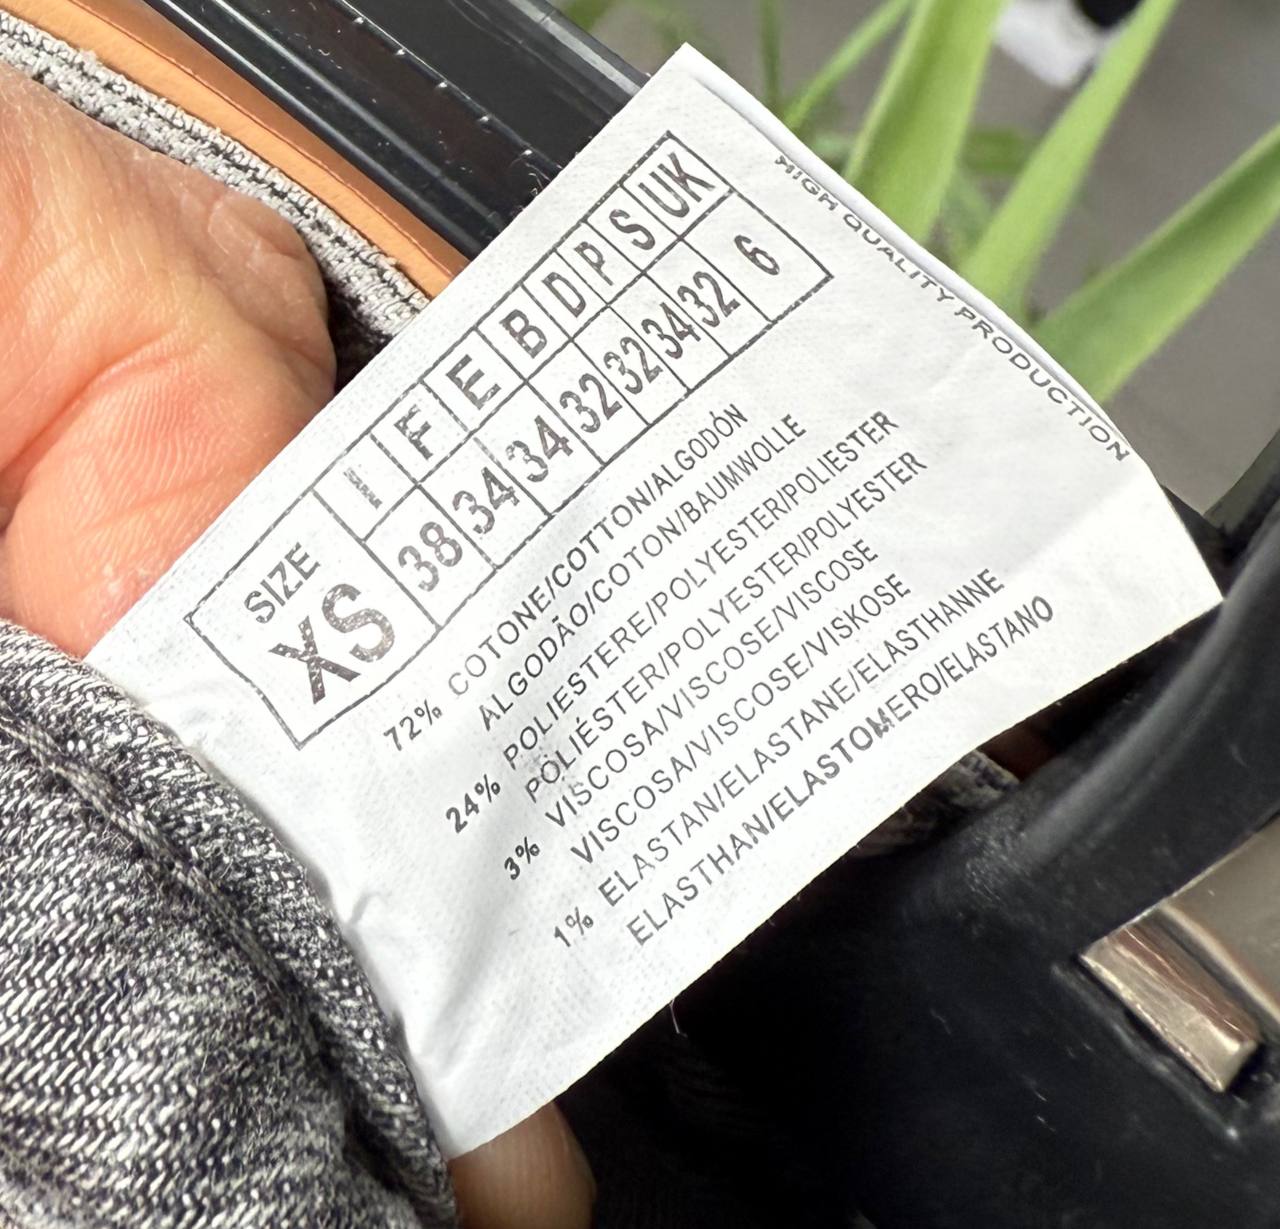 SIZE I F E B D P S UK
XS 38 34 34 32 32 34 32 6
72% COTONE/COTTON/ALGODÓN
ALGODÃO/COTON/BAUMWOLLE
24% POLIESTERE/POLYESTER/POLIESTER
POLIÉSTER/POLYESTER/POLYESTER
3% VISCOSA/VISCOSE/VISCOSE
VISCOSA/VISCOSE/VISKOSE
1% ELASTAN/ELASTANE/ELASTHANNE
ELASTHAN/ELASTOMERO/ELASTANO
HIGH QUALITY PRODUCTION